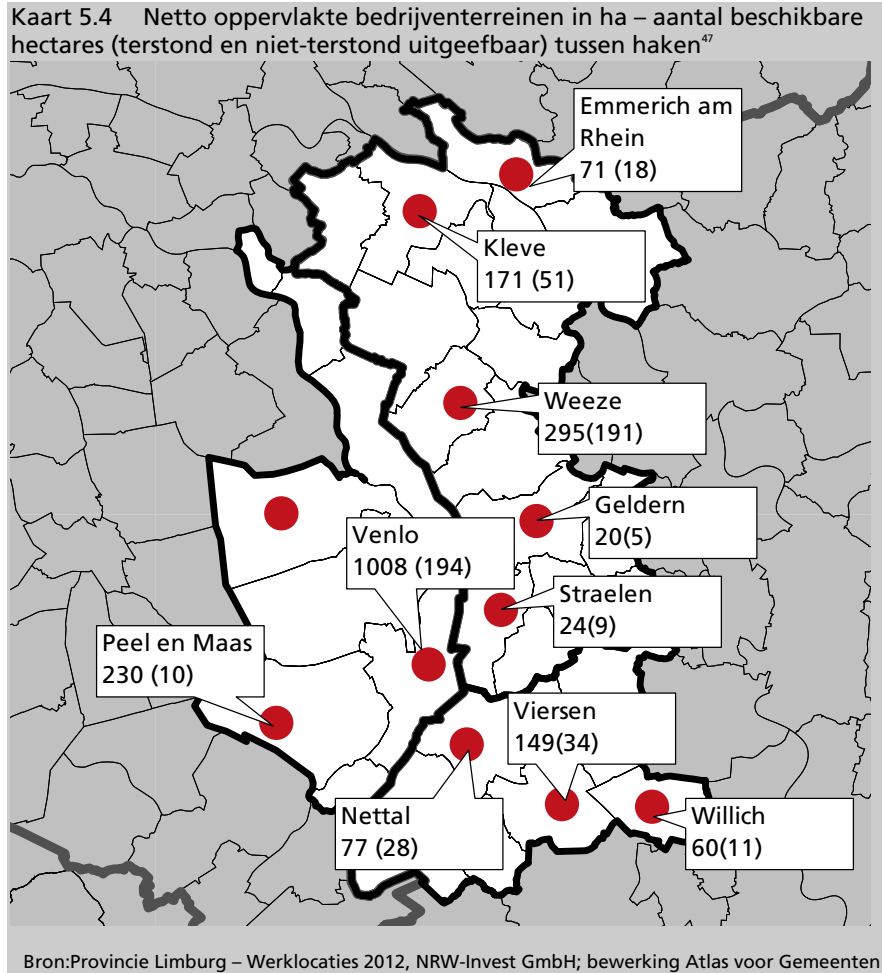 Kaart 5.4 Netto oppervlakte bedrijventerreinen in ha – aantal beschikbare
hectares (terstond en niet-terstond uitgeefbaar) tussen haken⁴⁷
Emmerich am
Rhein
71 (18)
Kleve
171 (51)
Weeze
295(191)
Geldern
20(5)
Venlo
1008 (194)
Straelen
24(9)
Peel en Maas
230 (10)
Viersen
149(34)
Nettal
77 (28)
Willich
60(11)
Bron:Provincie Limburg – Werklocaties 2012, NRW-Invest GmbH; bewerking Atlas voor Gemeenten